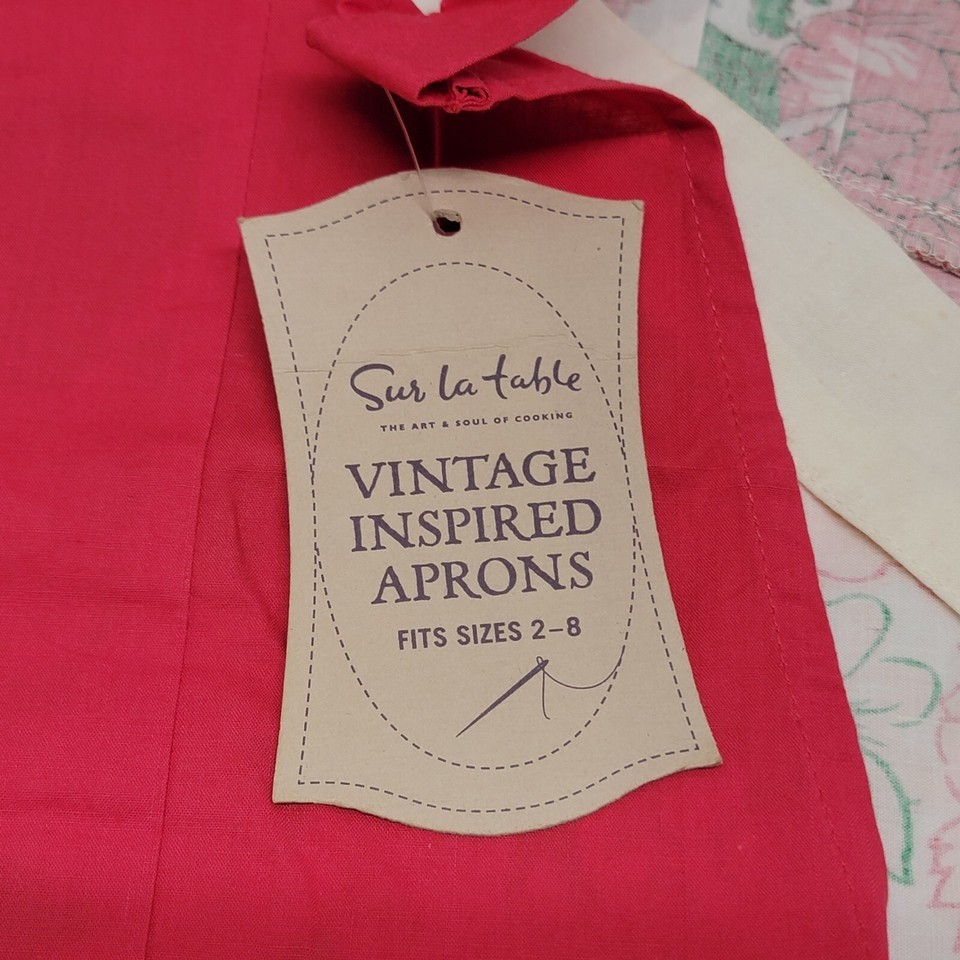 Sur la table
THE ART & SOUL OF COOKING
VINTAGE
INSPIRED
APRONS
FITS SIZES 2–8